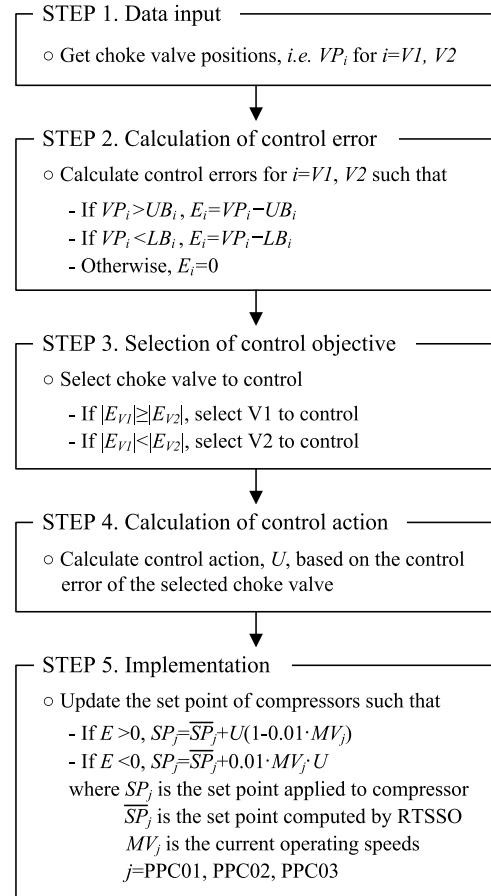 STEP 1. Data input
○ Get choke valve positions, i.e. VPi for i=V1, V2
STEP 2. Calculation of control error
○ Calculate control errors for i=V1, V2 such that
- If VPi>UBi, Ei=VPi−UBi
- If VPi<LBi, Ei=VPi−LBi
- Otherwise, Ei=0
STEP 3. Selection of control objective
○ Select choke valve to control
- If |EV1|≥|EV2|, select V1 to control
- If |EV1|<|EV2|, select V2 to control
STEP 4. Calculation of control action
○ Calculate control action, U, based on the control
error of the selected choke valve
STEP 5. Implementation
○ Update the set point of compressors such that
- If E >0, SPj=S̅P̅j+U(1-0.01·MVj)
- If E <0, SPj=S̅P̅j+0.01·MVj·U
where SPj is the set point applied to compressor
S̅P̅j is the set point computed by RTSSO
MVj is the current operating speeds
j=PPC01, PPC02, PPC03